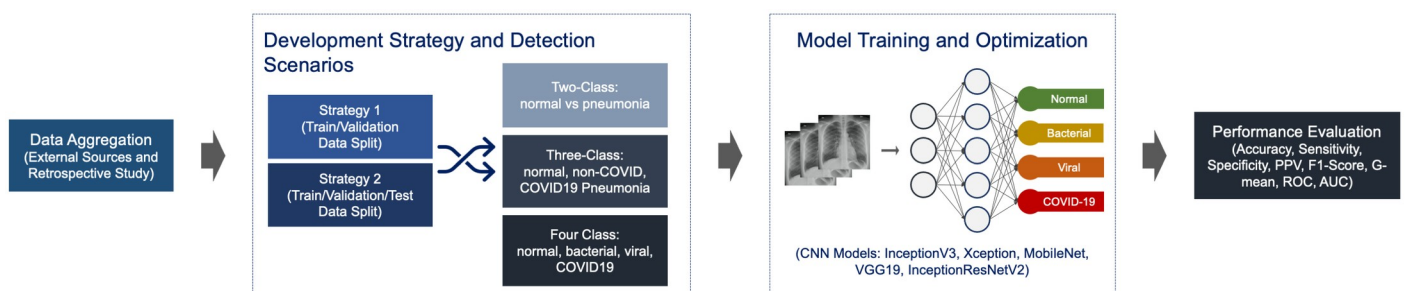 Data Aggregation
(External Sources and
Retrospective Study)
Development Strategy and Detection
Scenarios
Strategy 1
(Train/Validation
Data Split)
Strategy 2
(Train/Validation/Test
Data Split)
Two-Class:
normal vs pneumonia
Three-Class:
normal, non-COVID,
COVID19 Pneumonia
Four Class:
normal, bacterial, viral,
COVID19
Model Training and Optimization
Normal
Bacterial
Viral
COVID-19
(CNN Models: InceptionV3, Xception, MobileNet,
VGG19, InceptionResNetV2)
Performance Evaluation
(Accuracy, Sensitivity,
Specificity, PPV, F1-Score, G-
mean, ROC, AUC)